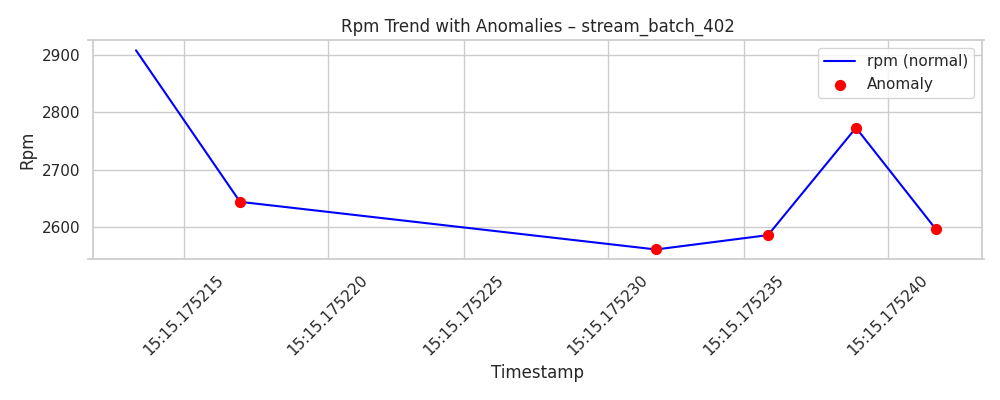 Rpm Trend with Anomalies – stream_batch_402
rpm (normal)
Anomaly
Rpm
2900
2800
2700
2600
15:15.175215
15:15.175220
15:15.175225
15:15.175230
15:15.175235
15:15.175240
Timestamp